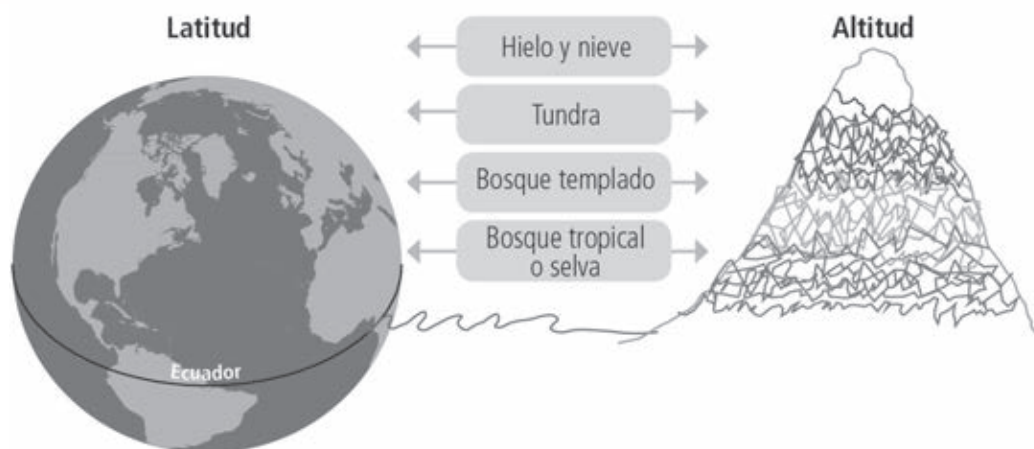 Latitud
Altitud
Hielo y nieve
Tundra
Bosque templado
Bosque tropical
o selva
Ecuador